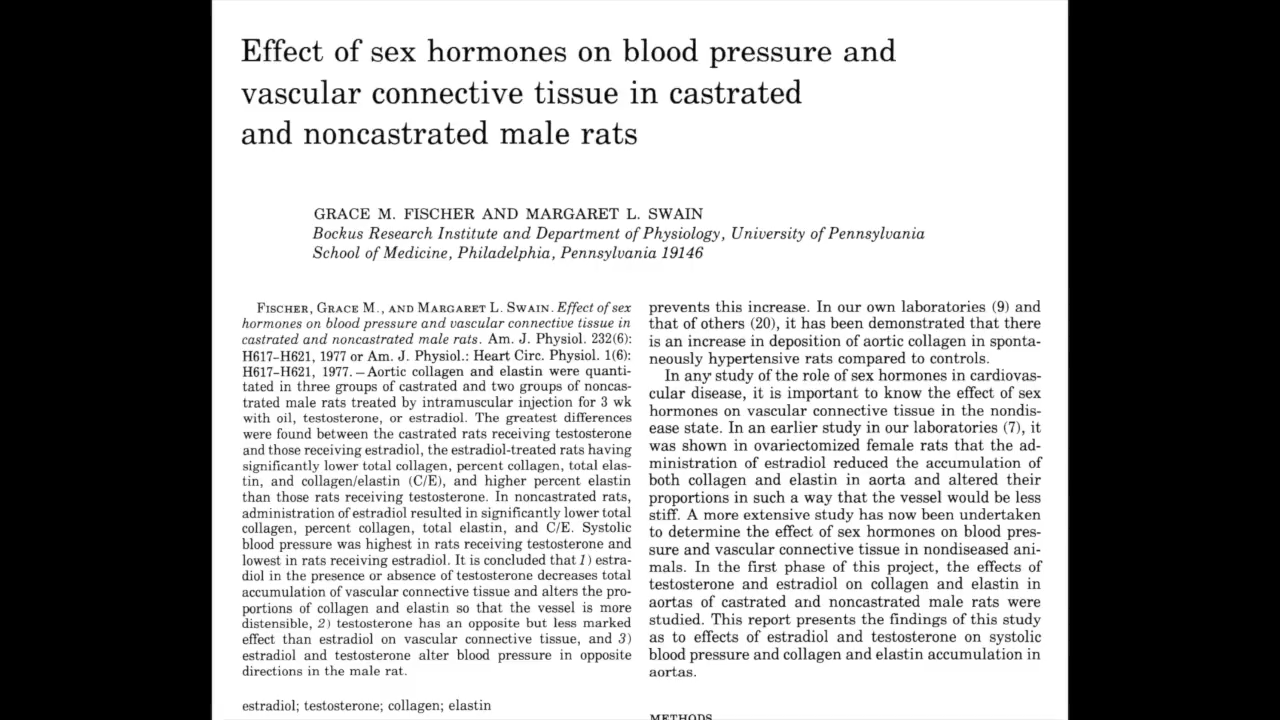 Effect of sex hormones on blood pressure and
vascular connective tissue in castrated
and noncastrated male rats
GRACE M. FISCHER AND MARGARET L. SWAIN
Bockus Research Institute and Department of Physiology, University of Pennsylvania
School of Medicine, Philadelphia, Pennsylvania 19146
FISCHER, GRACE M., AND MARGARET L. SWAIN. Effect of sex
hormones on blood pressure and vascular connective tissue in
castrated and noncastrated male rats. Am. J. Physiol. 232(6):
H617-H621, 1977 or Am. J. Physiol.: Heart Circ. Physiol. 1(6):
H617-H621, 1977. – Aortic collagen and elastin were quanti-
tated in three groups of castrated and two groups of noncas-
trated male rats treated by intramuscular injection for 3 wk
with oil, testosterone, or estradiol. The greatest differences
were found between the castrated rats receiving testosterone
and those receiving estradiol, the estradiol-treated rats having
significantly lower total collagen, percent collagen, total elas-
tin, and collagen/elastin (C/E), and higher percent elastin
than those rats receiving testosterone. In noncastrated rats,
administration of estradiol resulted in significantly lower total
collagen, percent collagen, total elastin, and C/E. Systolic
blood pressure was highest in rats receiving testosterone and
lowest in rats receiving estradiol. It is concluded that 1) estra-
diol in the presence or absence of testosterone decreases total
accumulation of vascular connective tissue and alters the pro-
portions of collagen and elastin so that the vessel is more
distensible, 2) testosterone has an opposite but less marked
effect than estradiol on vascular connective tissue, and 3)
estradiol and testosterone alter blood pressure in opposite
directions in the male rat.
estradiol; testosterone; collagen; elastin
prevents this increase. In our own laboratories (9) and
that of others (20), it has been demonstrated that there
is an increase in deposition of aortic collagen in sponta-
neously hypertensive rats compared to controls.
In any study of the role of sex hormones in cardiovas-
cular disease, it is important to know the effect of sex
hormones on vascular connective tissue in the nondis-
ease state. In an earlier study in our laboratories (7), it
was shown in ovariectomized female rats that the ad-
ministration of estradiol reduced the accumulation of
both collagen and elastin in aorta and altered their
proportions in such a way that the vessel would be less
stiff. A more extensive study has now been undertaken
to determine the effect of sex hormones on blood pres-
sure and vascular connective tissue in nondiseased ani-
mals. In the first phase of this project, the effects of
testosterone and estradiol on collagen and elastin in
aortas of castrated and noncastrated male rats were
studied. This report presents the findings of this study
as to effects of estradiol and testosterone on systolic
blood pressure and collagen and elastin accumulation in
aortas.
METHODS